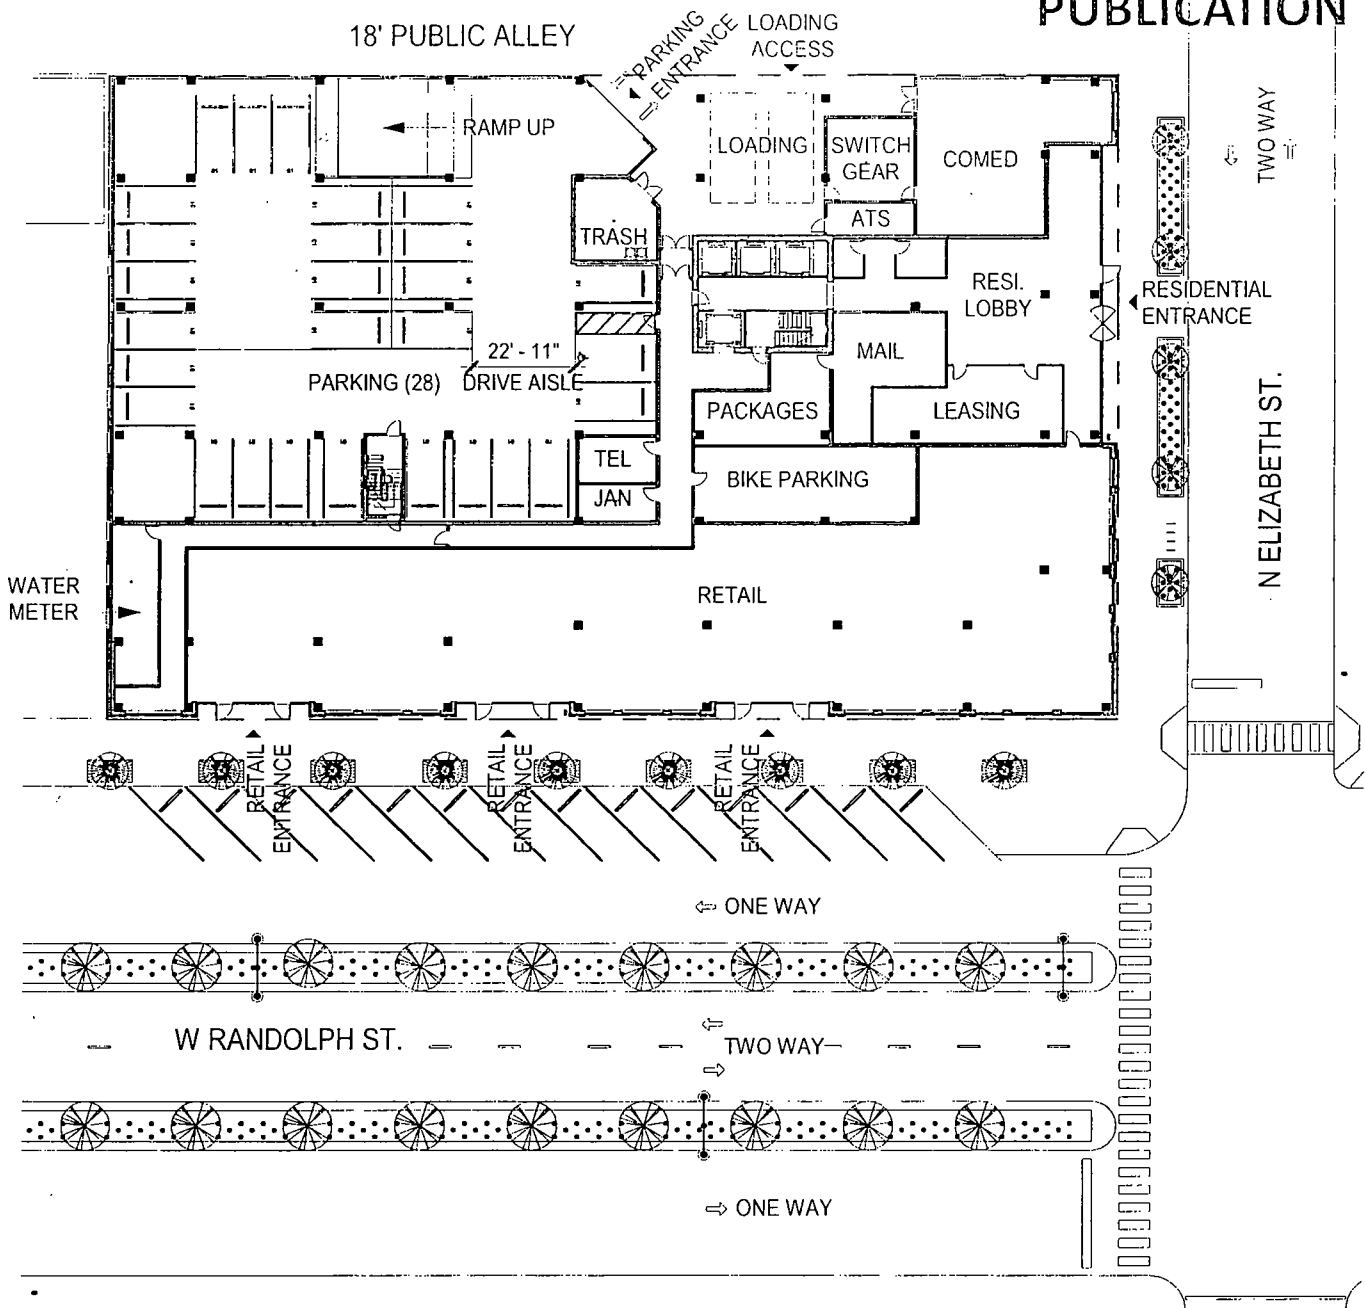 PUBLICATION
18' PUBLIC ALLEY
PARKING
ENTRANCE
LOADING
ACCESS
RAMP UP
LOADING
SWITCH
GEAR
COMED
TWO WAY
ATS
TRASH
RESI.
LOBBY
RESIDENTIAL
ENTRANCE
22' - 11"
DRIVE AISLE
PARKING (28)
MAIL
PACKAGES
LEASING
N ELIZABETH ST.
TEL
JAN
BIKE PARKING
WATER
METER
RETAIL
RETAIL
ENTRANCE
RETAIL
ENTRANCE
RETAIL
ENTRANCE
ONE WAY
W RANDOLPH ST.
TWO WAY
ONE WAY